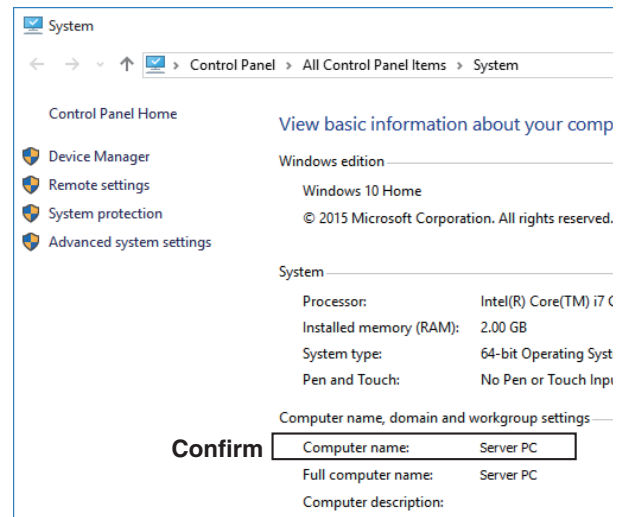 System
Control Panel > All Control Panel Items > System
Control Panel Home
Device Manager
Remote settings
System protection
Advanced system settings
View basic information about your comp
Windows edition
Windows 10 Home
© 2015 Microsoft Corporation. All rights reserved.
System
Processor: Intel(R) Core(TM) i7
Installed memory (RAM): 2.00 GB
System type: 64-bit Operating Syst
Pen and Touch: No Pen or Touch Inpu
Computer name, domain and workgroup settings
Confirm Computer name: Server PC
Full computer name: Server PC
Computer description: